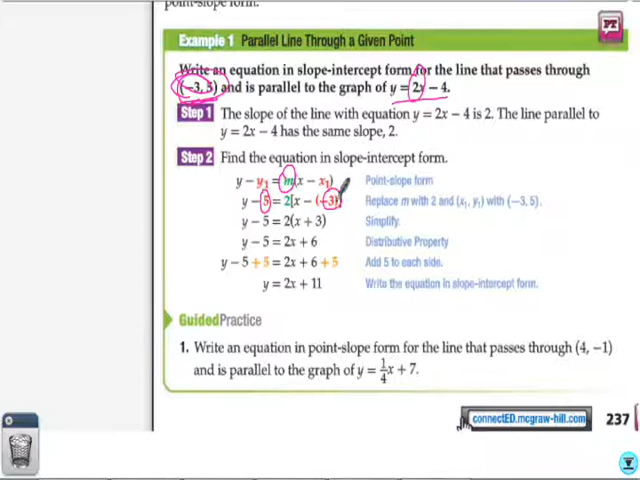 point-slope form.
PT
Example 1 Parallel Line Through a Given Point
Write an equation in slope-intercept form for the line that passes through
(−3, 5) and is parallel to the graph of y = 2x − 4.
Step 1 The slope of the line with equation y = 2x − 4 is 2. The line parallel to
y = 2x − 4 has the same slope, 2.
Step 2 Find the equation in slope-intercept form.
y − y₁ = m(x − x₁) Point-slope form
y − 5 = 2[x − (−3)] Replace m with 2 and (x₁, y₁) with (−3, 5).
y − 5 = 2(x + 3) Simplify.
y − 5 = 2x + 6 Distributive Property
y − 5 + 5 = 2x + 6 + 5 Add 5 to each side.
y = 2x + 11 Write the equation in slope-intercept form.
GuidedPractice
1. Write an equation in point-slope form for the line that passes through (4, −1)
and is parallel to the graph of y = 1/4x + 7.
connectED.mcgraw-hill.com 237